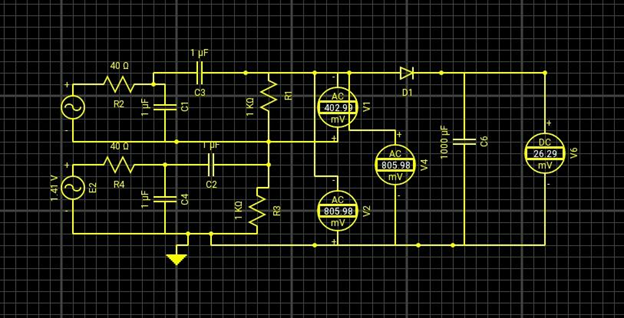 1 µF
40 Ω
C3
D1
+
R2
1 µF
C1
1 KΩ
R1
-
AC
402.99
mV
+
V1
-
40 Ω
1 µF
+
AC
805.98
mV
-
V4
1000 µF
C6
+
DC
26.29
mV
-
V6
+
1.41 V
E2
-
R4
C2
1 µF
C4
1 KΩ
R3
-
AC
805.98
mV
+
V2